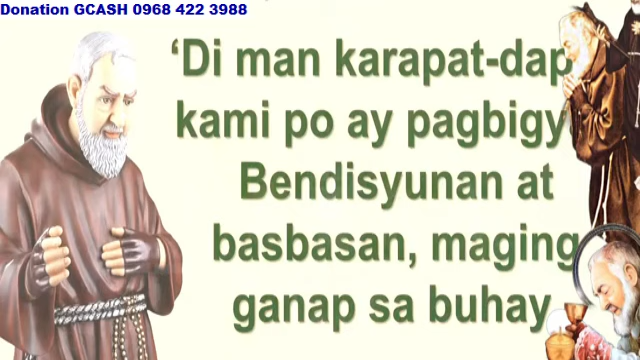 Donation GCASH 0968 422 3988
‘Di man karapat-dap
kami po ay pagbigy
Bendisyunan at
basbasan, maging
ganap sa buhay